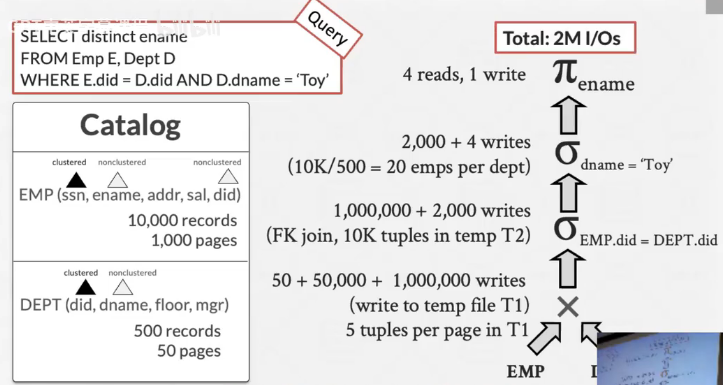 Query
SELECT distinct ename
FROM Emp E, Dept D
WHERE E.did = D.did AND D.dname = ‘Toy’
Catalog
clustered nonclustered nonclustered
EMP (ssn, ename, addr, sal, did)
10,000 records
1,000 pages
clustered nonclustered
DEPT (did, dname, floor, mgr)
500 records
50 pages
Total: 2M I/Os
4 reads, 1 write
π ename
2,000 + 4 writes
(10K/500 = 20 emps per dept)
σ dname = ‘Toy’
1,000,000 + 2,000 writes
(FK join, 10K tuples in temp T2)
σ EMP.did = DEPT.did
50 + 50,000 + 1,000,000 writes
(write to temp file T1)
5 tuples per page in T1
×
EMP